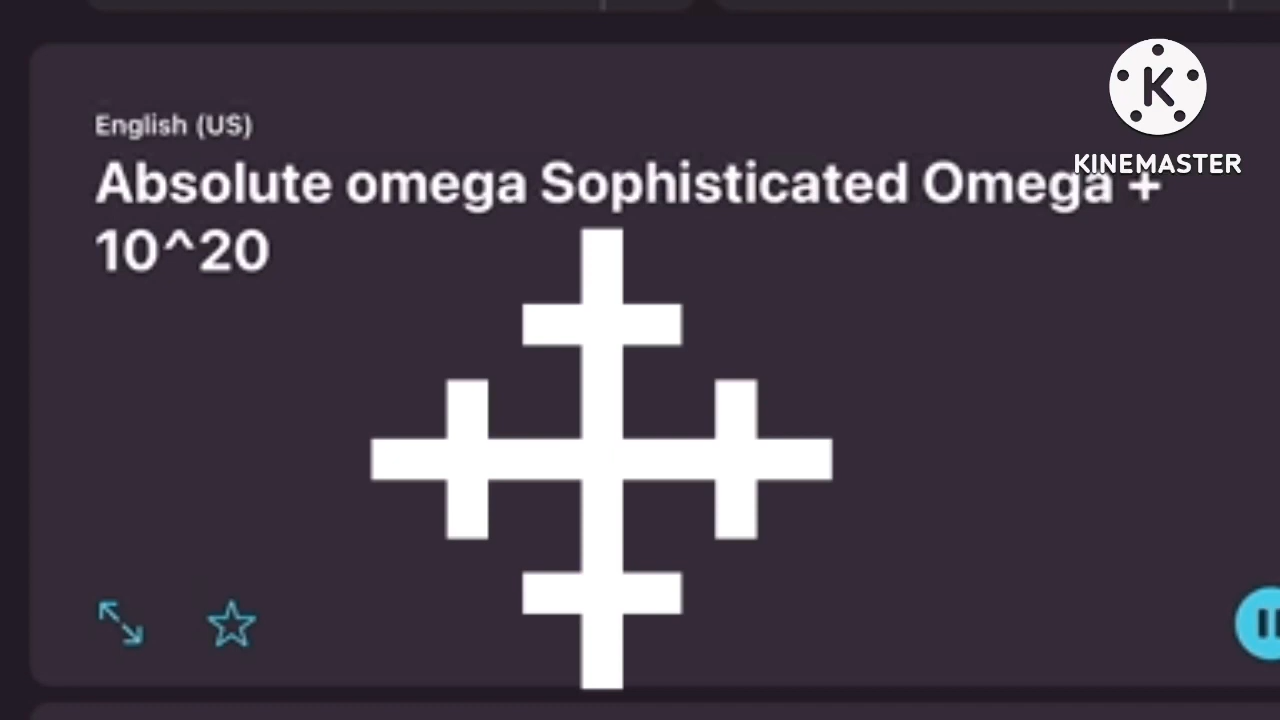 English (US)
Absolute omega Sophisticated Omega +
10^20
K
KINEMASTER